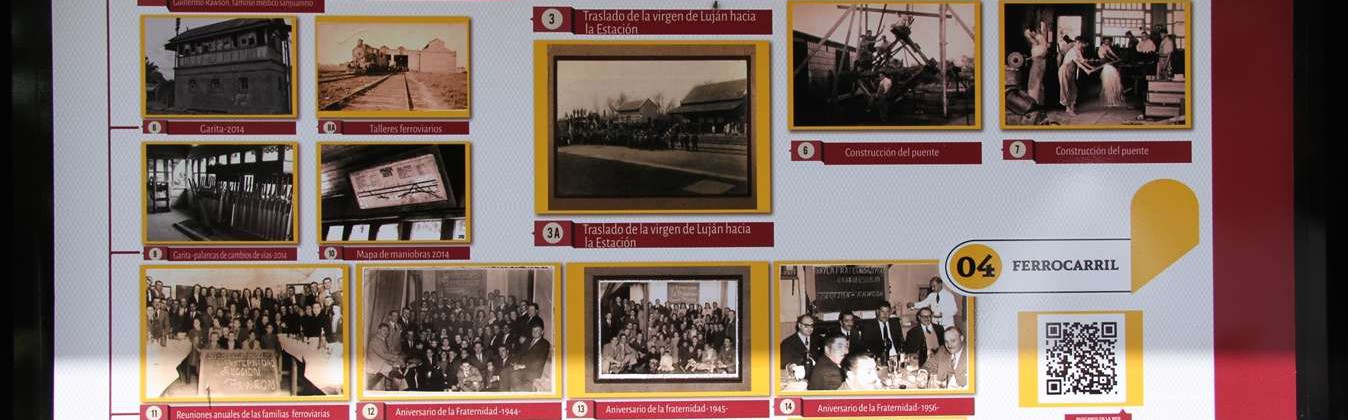 Guillermo Rawson, famoso médico sanjuanino
8
Garita-2014
8A
Talleres ferroviarios
9
Garita-palancas de cambios de vías-2014
10
Mapa de maniobras 2014
3
Traslado de la virgen de Luján hacia
la Estación
3A
Traslado de la virgen de Luján hacia
la Estación
6
Construcción del puente
7
Construcción del puente
04
FERROCARRIL
11
Reuniones anuales de las familias ferroviarias
12
Aniversario de la Fraternidad -1944-
13
Aniversario de la fraternidad -1945-
14
Aniversario de la Fraternidad -1956-
BUSCANOS EN LA WEB